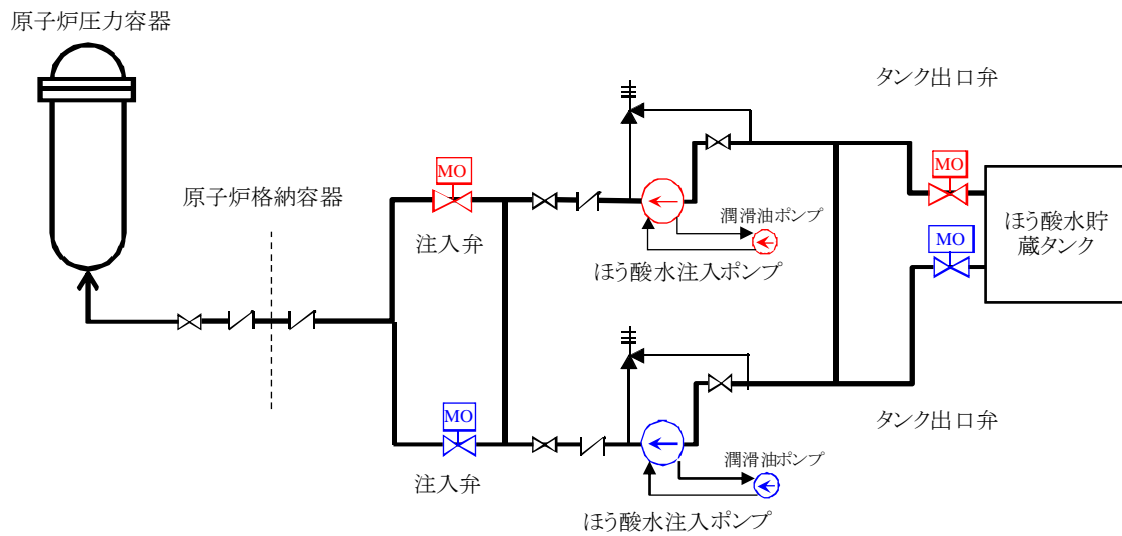 原子炉圧力容器
タンク出口弁
MO
MO
原子炉格納容器
注入弁
潤滑油ポンプ
ほう酸水注入ポンプ
ほう酸水貯
蔵タンク
MO
MO
注入弁
潤滑油ポンプ
ほう酸水注入ポンプ
タンク出口弁